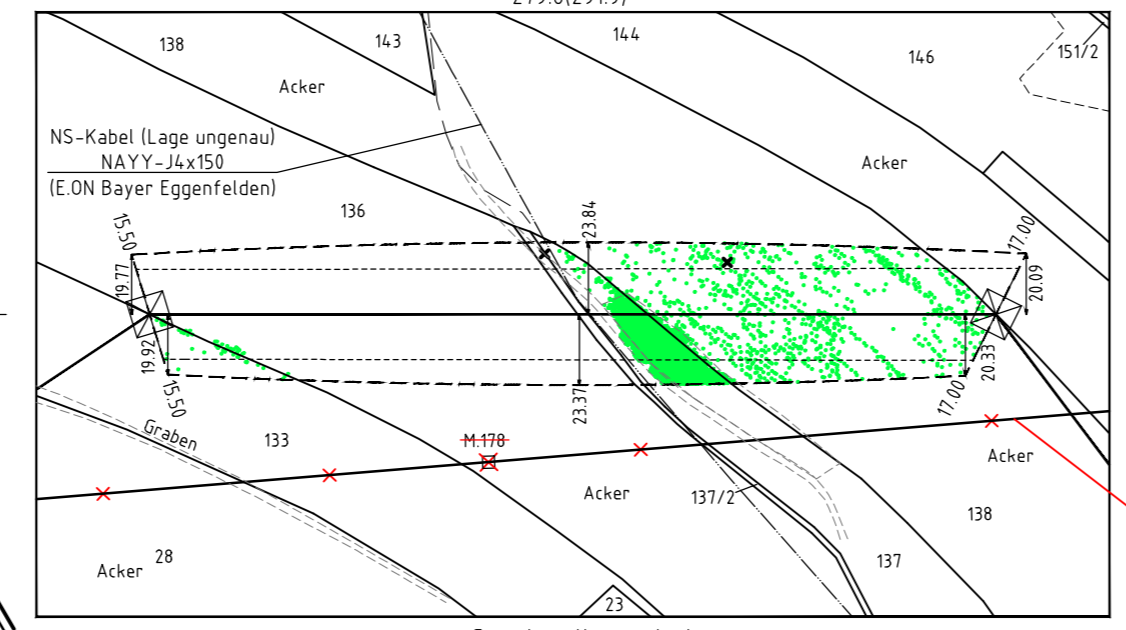 138
143
144
146
151/2
Acker
NS-Kabel (Lage ungenau)
NAYY-J4x150
(E.ON Bayer Eggenfelden)
Acker
136
15.50
19.77
23.84
17.00
20.09
19.92
15.50
23.37
20.33
17.00
Graben
133
M.178
Acker
Acker
137/2
138
Acker
28
137
23